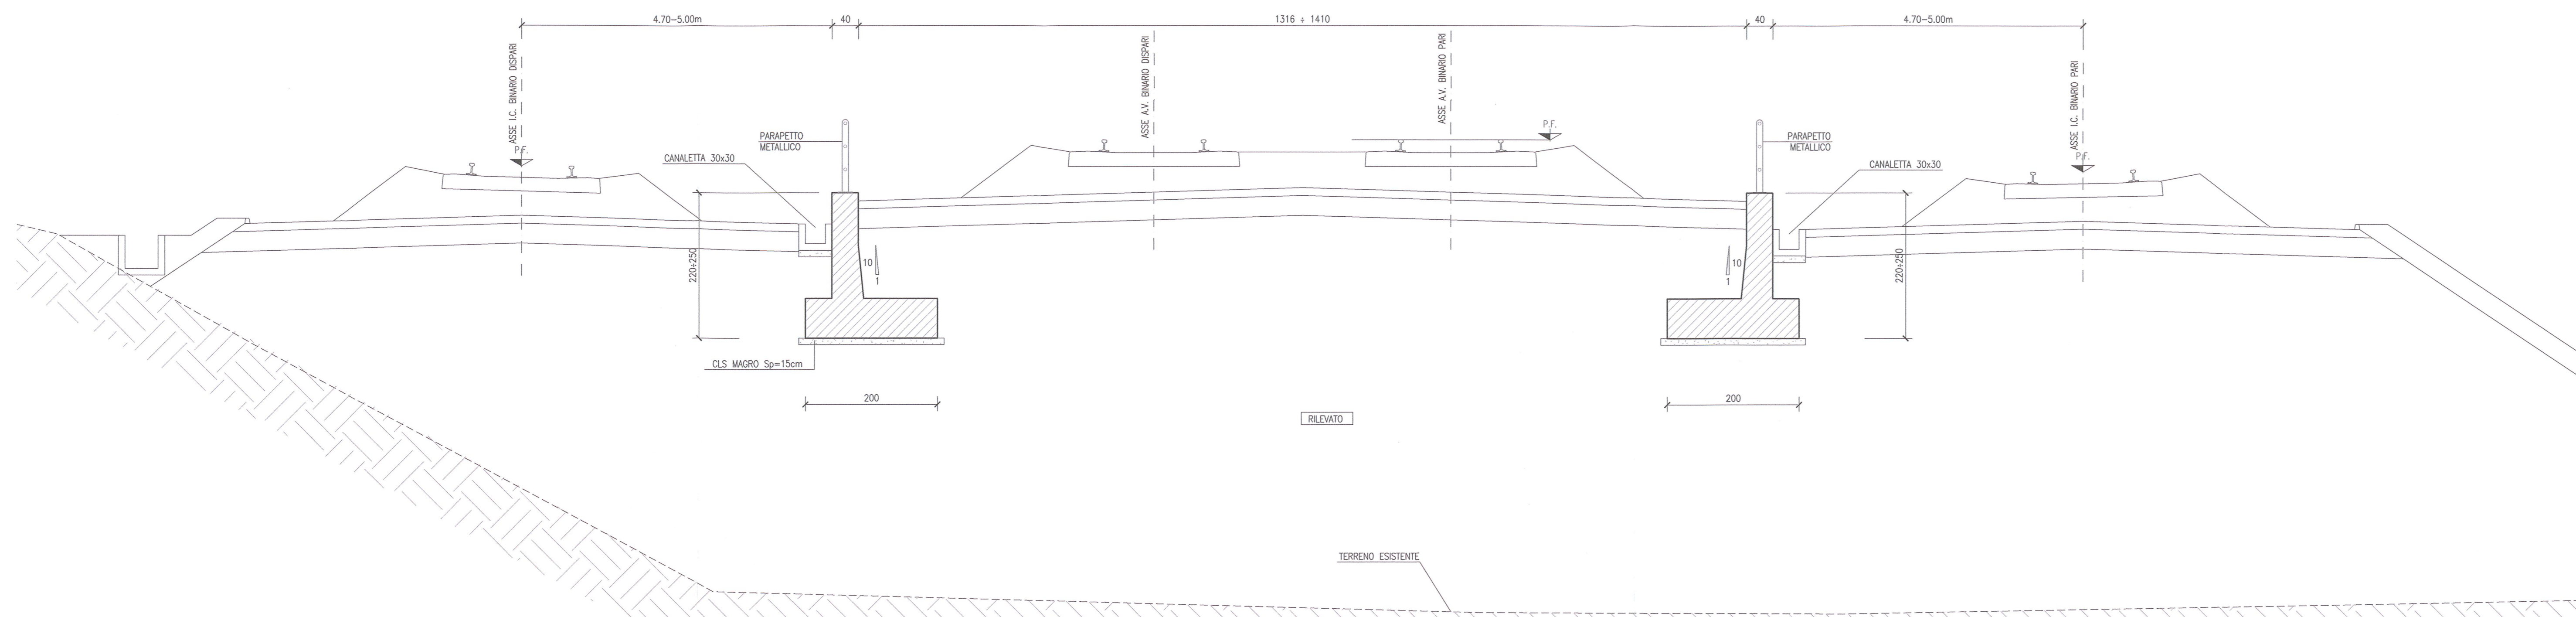 4.70-5.00m
40
1316 ÷ 1410
40
4.70-5.00m
ASSE I.C. BINARIO DISPARI
ASSE A.V. BINARIO DISPARI
ASSE A.V. BINARIO PARI
ASSE I.C. BINARIO PARI
P.F.
PARAPETTO
METALLICO
CANALETTA 30x30
P.F.
PARAPETTO
METALLICO
CANALETTA 30x30
P.F.
220÷250
10
1
10
1
220÷250
CLS MAGRO Sp=15cm
200
200
RILEVATO
TERRENO ESISTENTE